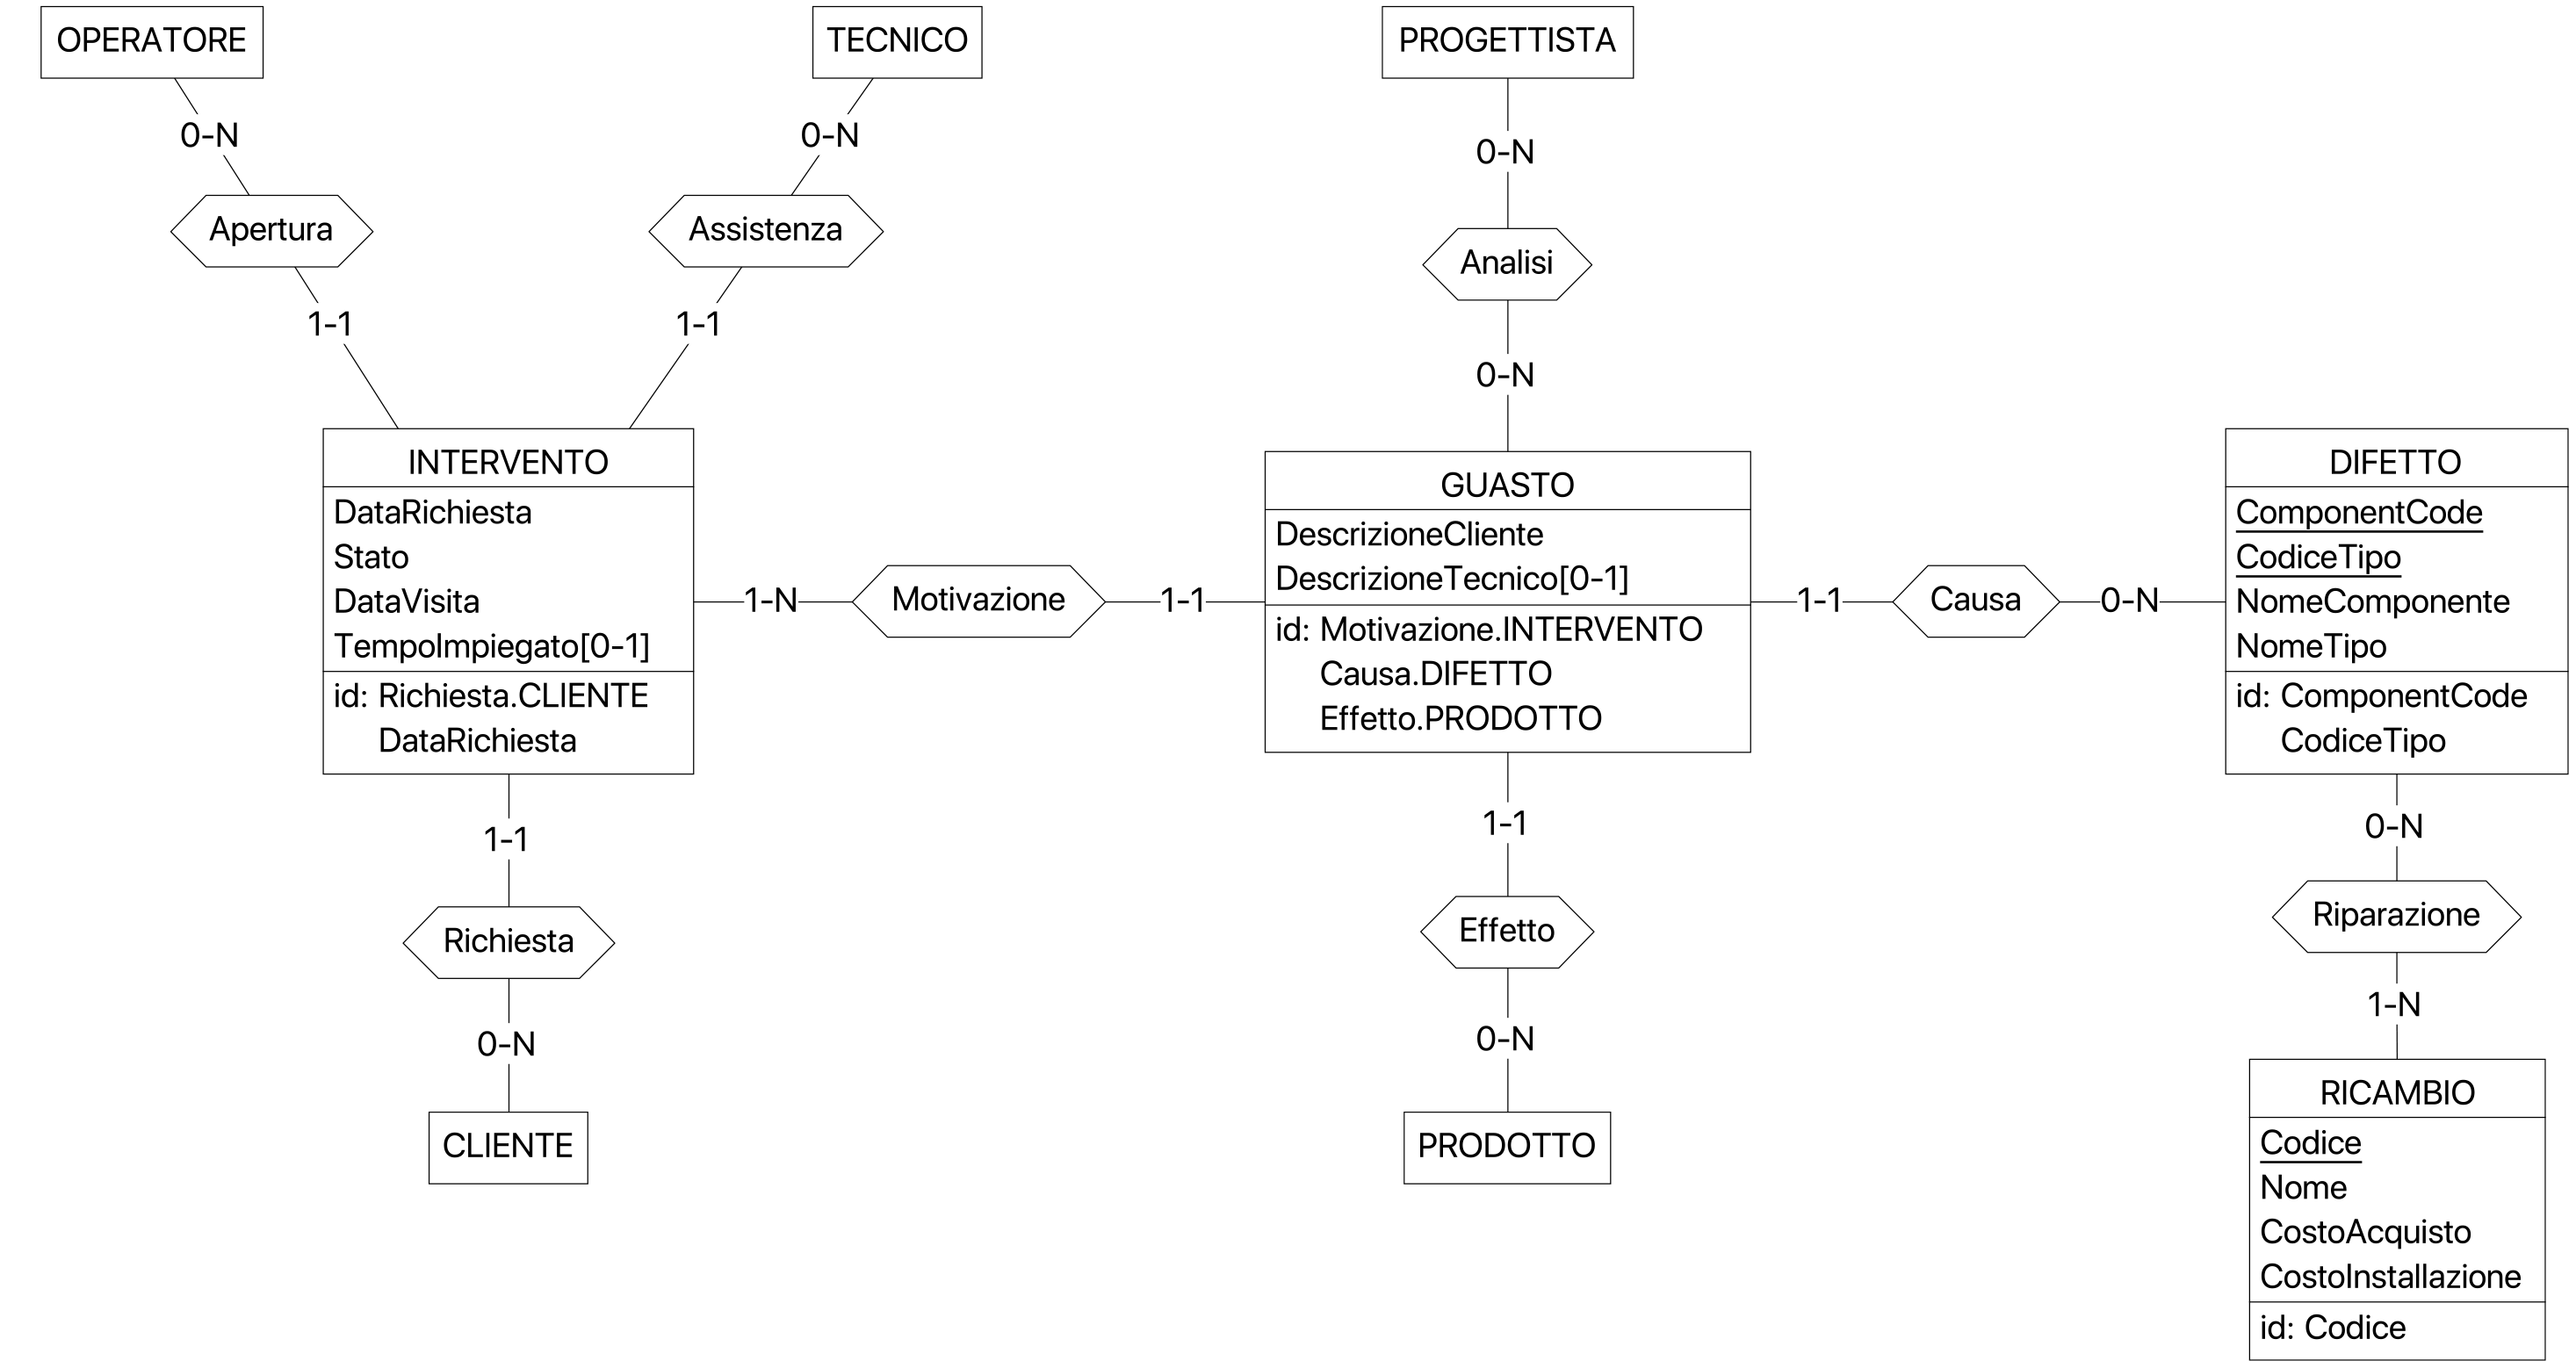 OPERATORE
TECNICO
PROGETTISTA
0-N
0-N
0-N
Apertura
Assistenza
Analisi
1-1
1-1
0-N
INTERVENTO
DataRichiesta
Stato
DataVisita
TempoImpiegato[0-1]
id: Richiesta.CLIENTE
DataRichiesta
1-N
Motivazione
1-1
GUASTO
DescrizioneCliente
DescrizioneTecnico[0-1]
id: Motivazione.INTERVENTO
Causa.DIFETTO
Effetto.PRODOTTO
1-1
Causa
0-N
DIFETTO
ComponentCode
CodiceTipo
NomeComponente
NomeTipo
id: ComponentCode
CodiceTipo
1-1
Richiesta
0-N
CLIENTE
1-1
Effetto
0-N
PRODOTTO
0-N
Riparazione
1-N
RICAMBIO
Codice
Nome
CostoAcquisto
CostoInstallazione
id: Codice